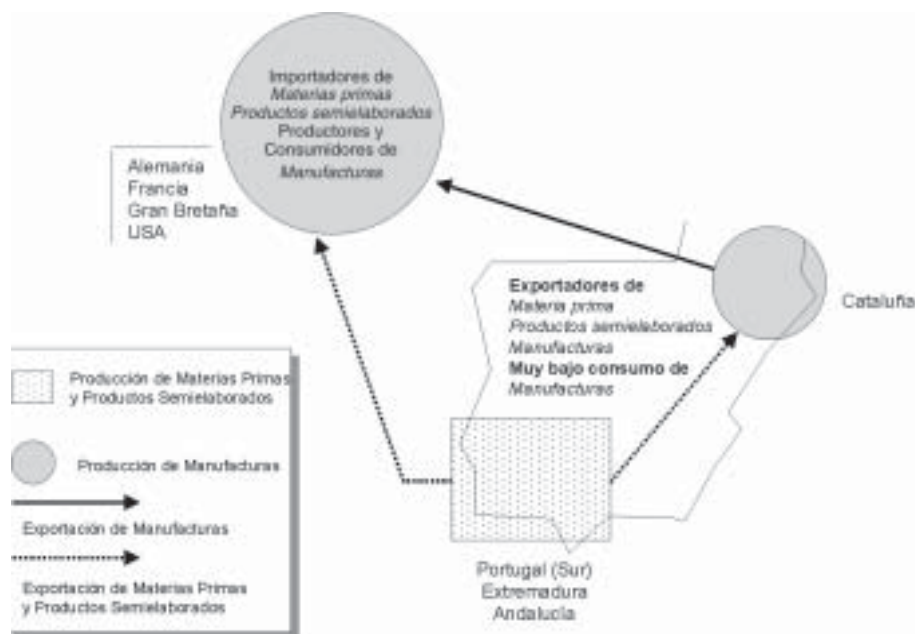 Importadores de
Materias primas
Productos semielaborados
Productores y
Consumidores de
Manufacturas
Alemania
Francia
Gran Bretaña
USA
Exportadores de
Materia prima
Productos semielaborados
Manufacturas
Muy bajo consumo de
Manufacturas
Cataluña
Producción de Materias Primas
y Productos Semielaborados
Producción de Manufacturas
Exportación de Manufacturas
Exportación de Materias Primas
y Productos Semielaborados
Portugal (Sur)
Extremadura
Andalucía